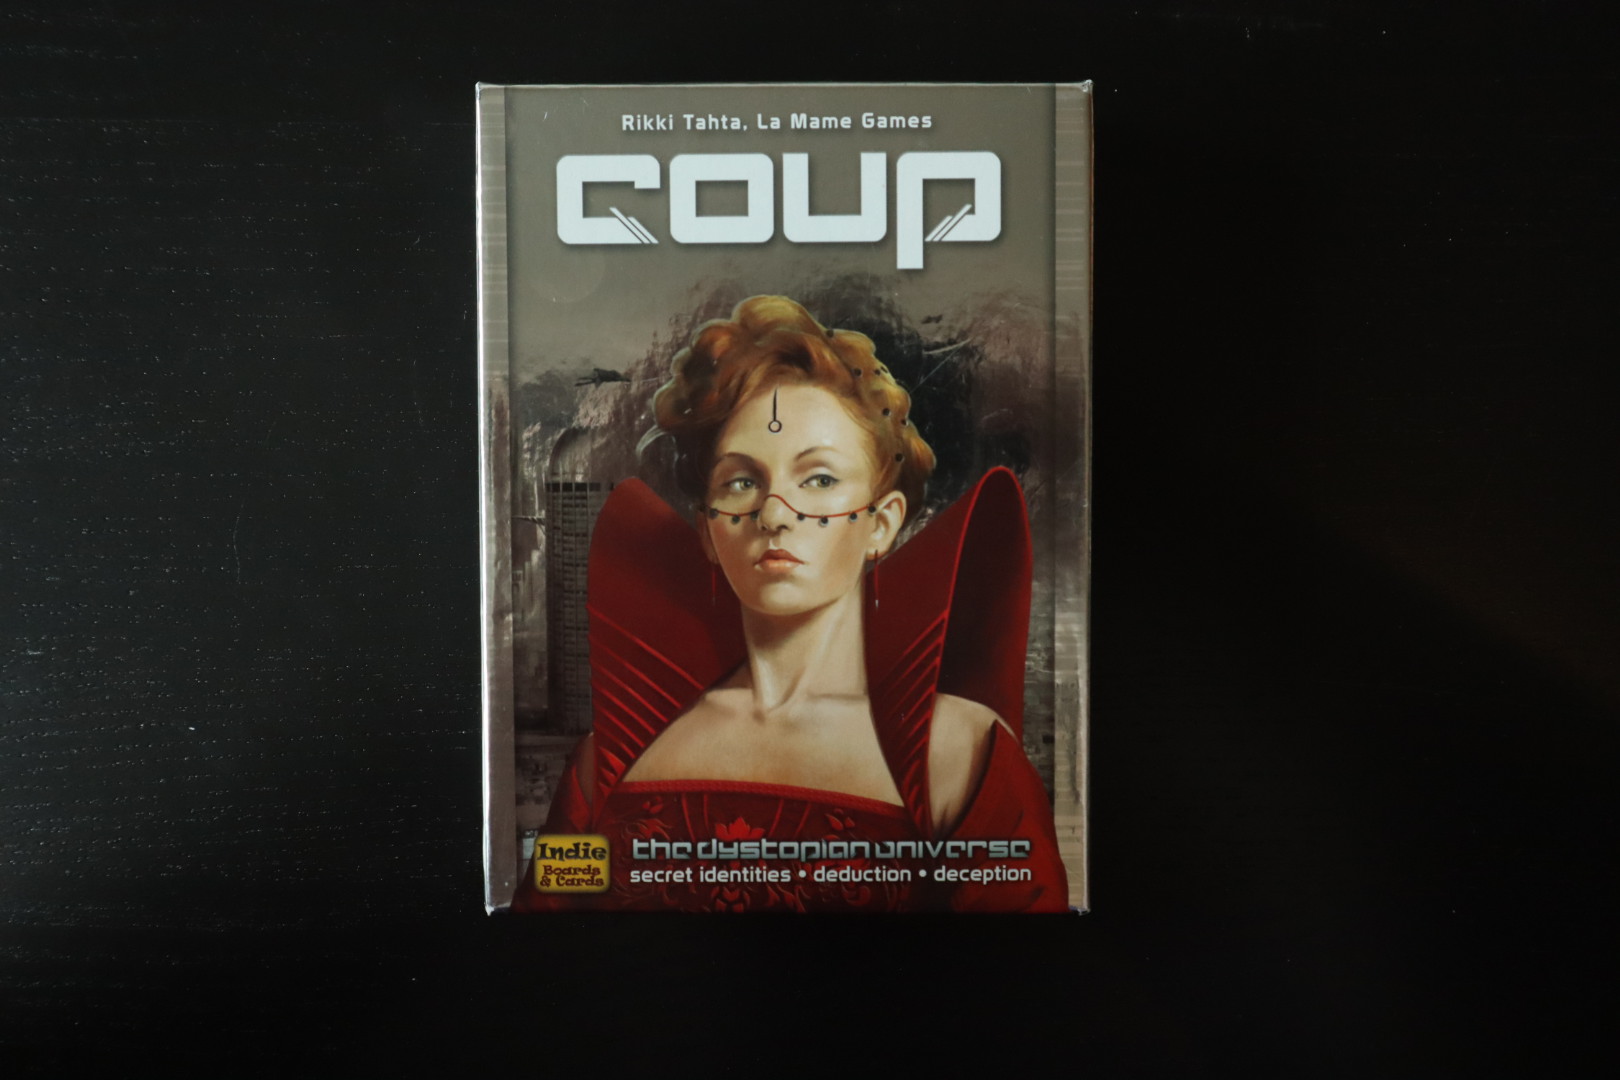 Rikki Tahta, La Mame Games
coup
Indie
Boards
& Cards
the dystopian universe
secret identities • deduction • deception